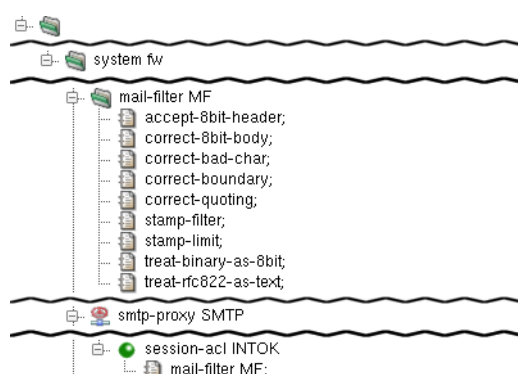 system fw
mail-filter MF
accept-8bit-header;
correct-8bit-body;
correct-bad-char;
correct-boundary;
correct-quoting;
stamp-filter;
stamp-limit;
treat-binary-as-8bit;
treat-rfc822-as-text;
smtp-proxy SMTP
session-acl INTOK
mail-filter MF;